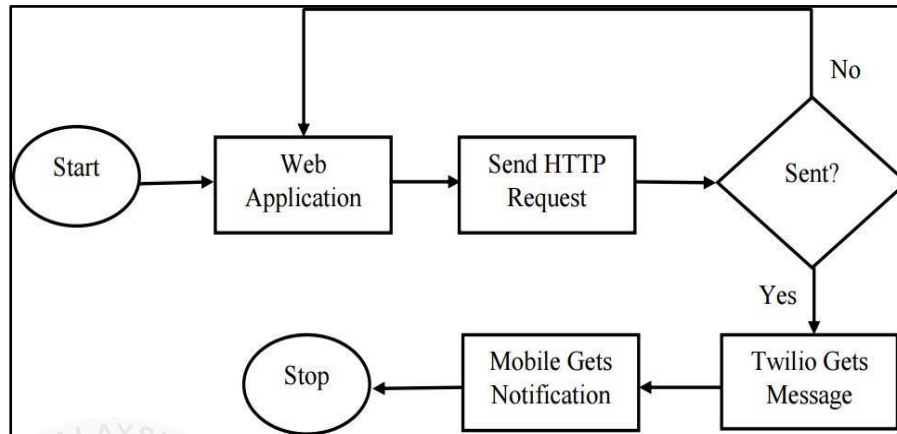 No
Start
Web
Application
Send HTTP
Request
Sent?
Yes
Stop
Mobile Gets
Notification
Twilio Gets
Message